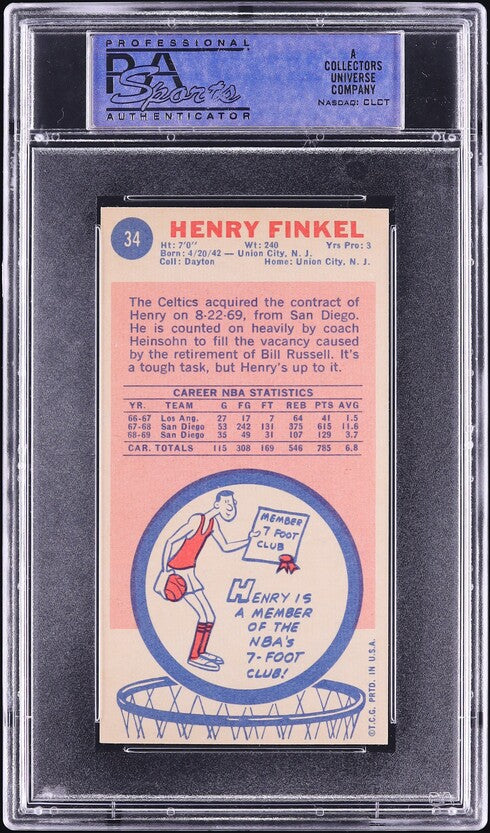 PROFESSIONAL
PSA
Sports
AUTHENTICATOR
A
COLLECTORS
UNIVERSE
COMPANY
NASDAQ: CLCT
34
HENRY FINKEL
Ht: 7'0" Wt: 240 Yrs Pro: 3
Born: 4/20/42 — Union City, N. J.
Coll: Dayton Home: Union City, N. J.
The Celtics acquired the contract of
Henry on 8-22-69, from San Diego.
He is counted on heavily by coach
Heinsohn to fill the vacancy caused
by the retirement of Bill Russell. It's
a tough task, but Henry's up to it.
CAREER NBA STATISTICS
YR. TEAM G FG FT REB PTS AVG
66-67 Los Ang. 27 17 7 64 41 1.5
67-68 San Diego 53 242 131 375 615 11.6
68-69 San Diego 35 49 31 107 129 3.7
CAR. TOTALS 115 308 169 546 785 6.8
MEMBER
7 FOOT
CLUB
HENRY IS
A MEMBER
OF THE
NBA'S
7-FOOT
CLUB!
©T.C.G. PRTD. IN U.S.A.